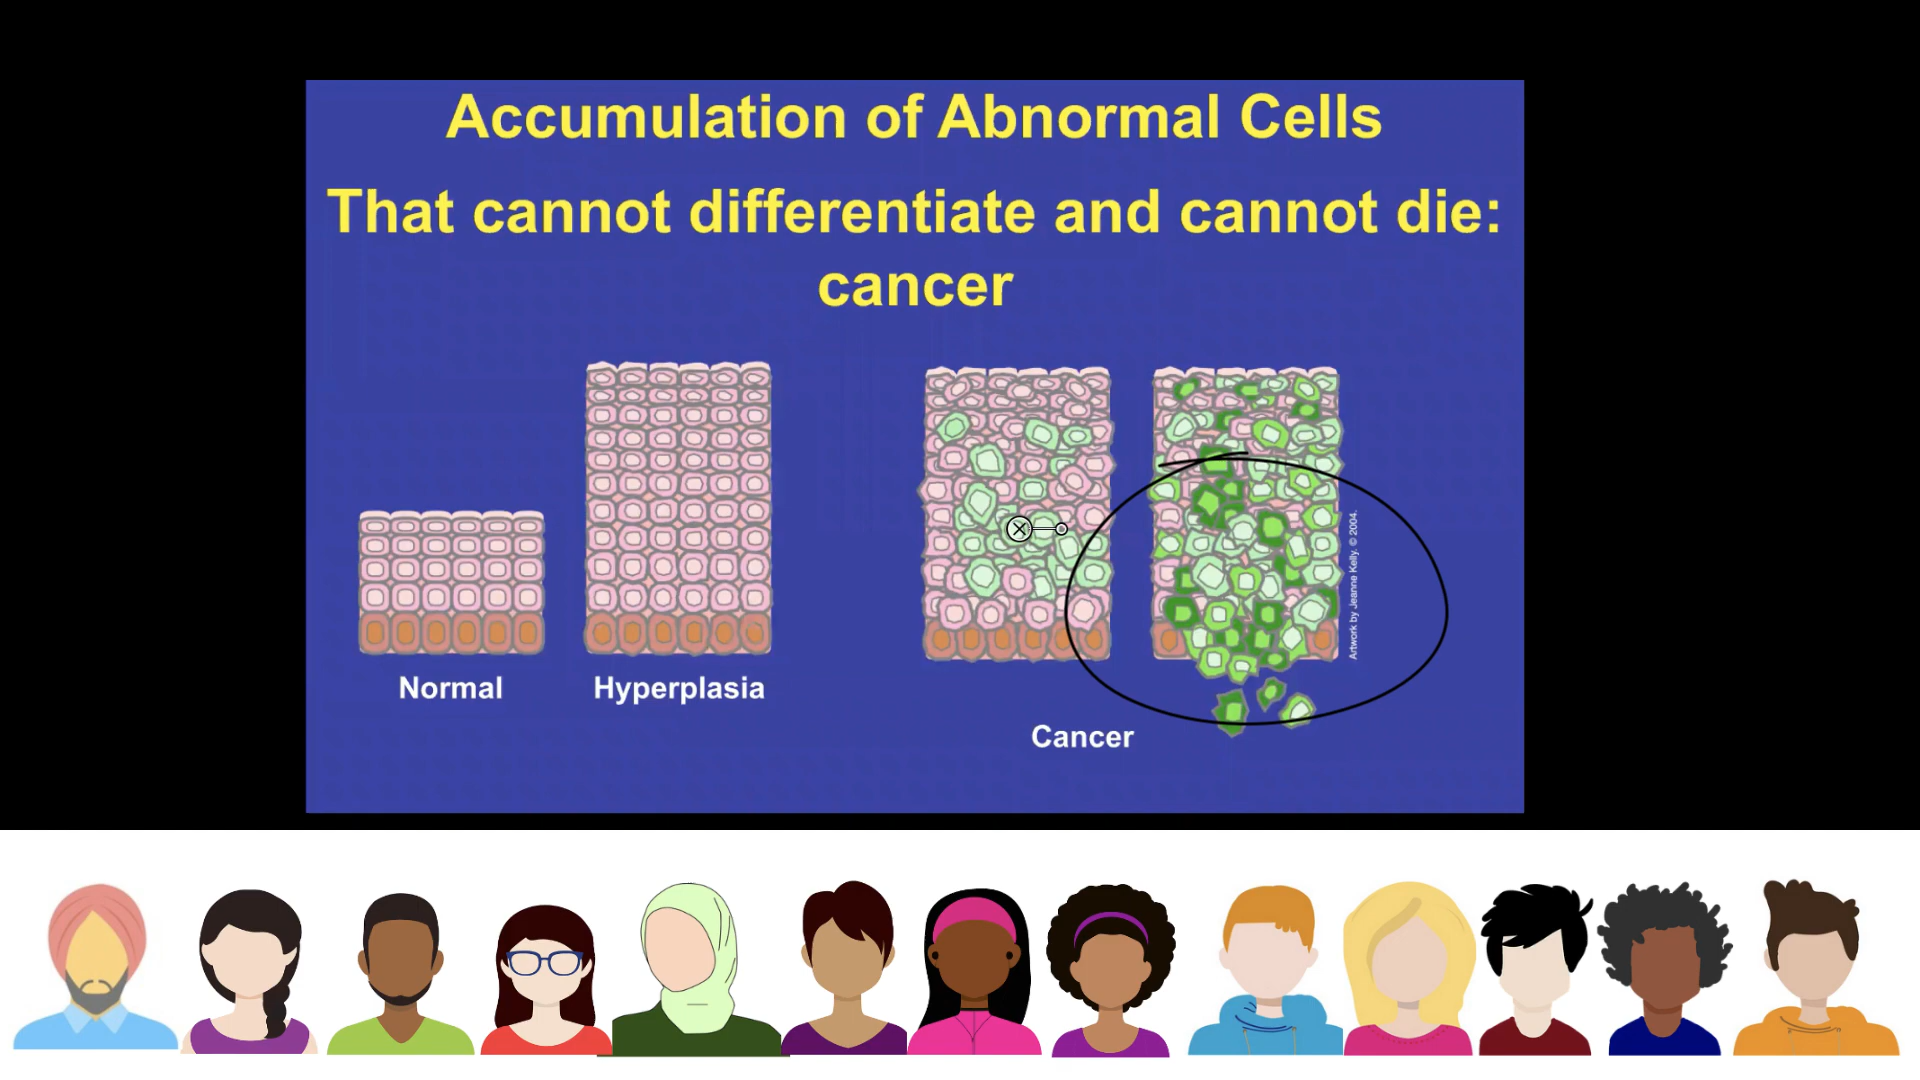 Accumulation of Abnormal Cells
That cannot differentiate and cannot die:
cancer
Normal
Hyperplasia
Cancer
Artwork by Jeanne Kelly. © 2004.